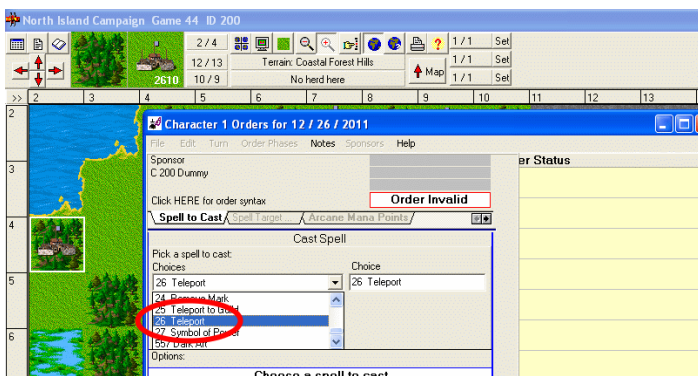 North Island Campaign Game 44 ID 200
2 / 4
1 / 1 Set
12 / 13 Terrain: Coastal Forest Hills
Map 1 / 1 Set
2610 10 / 9 No herd here
1 / 1 Set
>> 2 3 4 5 6 7 8 9 10 11 12 13
2
Character 1 Orders for 12 / 26 / 2011
File Edit Turn Order Phases Notes Sponsors Help
Sponsor
er Status
3
C 200 Dummy
Click HERE for order syntax
Order Invalid
Spell to Cast Spell Target ... Arcane Mana Points
4
Cast Spell
Pick a spell to cast:
Choices Choice
5
26 Teleport 26 Teleport
24 Remove Mark
25 Teleport to Guild
26 Teleport
27 Symbol of Power
6
557 Dark Art
Options:
Choose a spell to cast